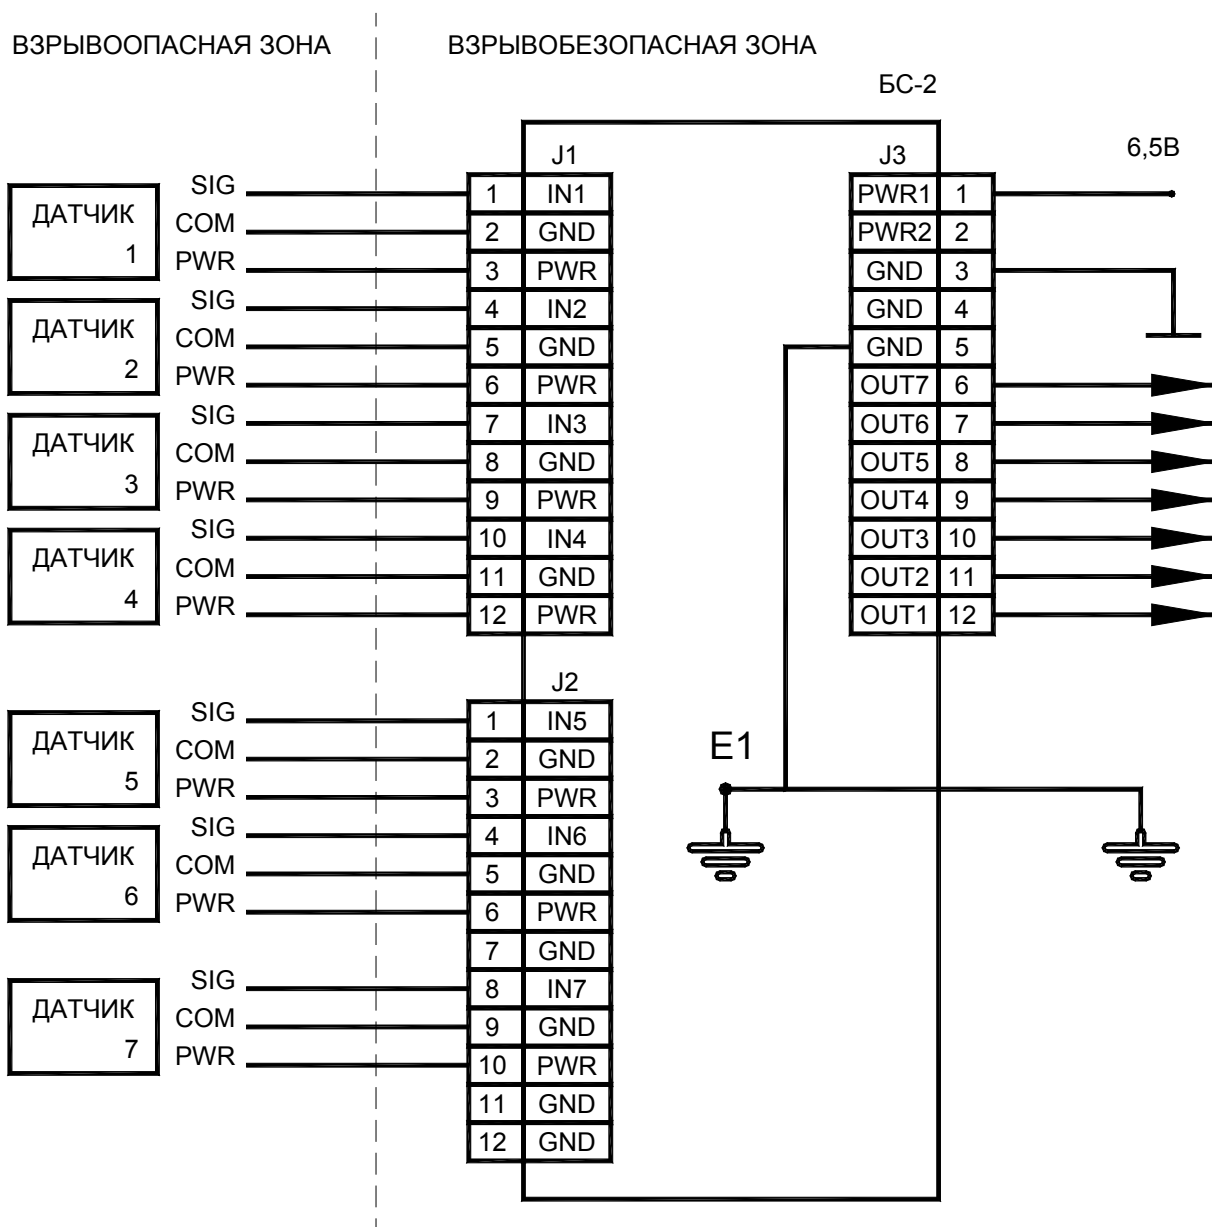 ВЗРЫВООПАСНАЯ ЗОНА
ВЗРЫВОБЕЗОПАСНАЯ ЗОНА
БС-2
6,5В
ДАТЧИК
1
SIG
COM
PWR
ДАТЧИК
2
SIG
COM
PWR
ДАТЧИК
3
SIG
COM
PWR
ДАТЧИК
4
SIG
COM
PWR
ДАТЧИК
5
SIG
COM
PWR
ДАТЧИК
6
SIG
COM
PWR
ДАТЧИК
7
SIG
COM
PWR
J1
1 IN1
2 GND
3 PWR
4 IN2
5 GND
6 PWR
7 IN3
8 GND
9 PWR
10 IN4
11 GND
12 PWR
J2
1 IN5
2 GND
3 PWR
4 IN6
5 GND
6 PWR
7 GND
8 IN7
9 GND
10 PWR
11 GND
12 GND
J3
PWR1 1
PWR2 2
GND 3
GND 4
GND 5
OUT7 6
OUT6 7
OUT5 8
OUT4 9
OUT3 10
OUT2 11
OUT1 12
E1